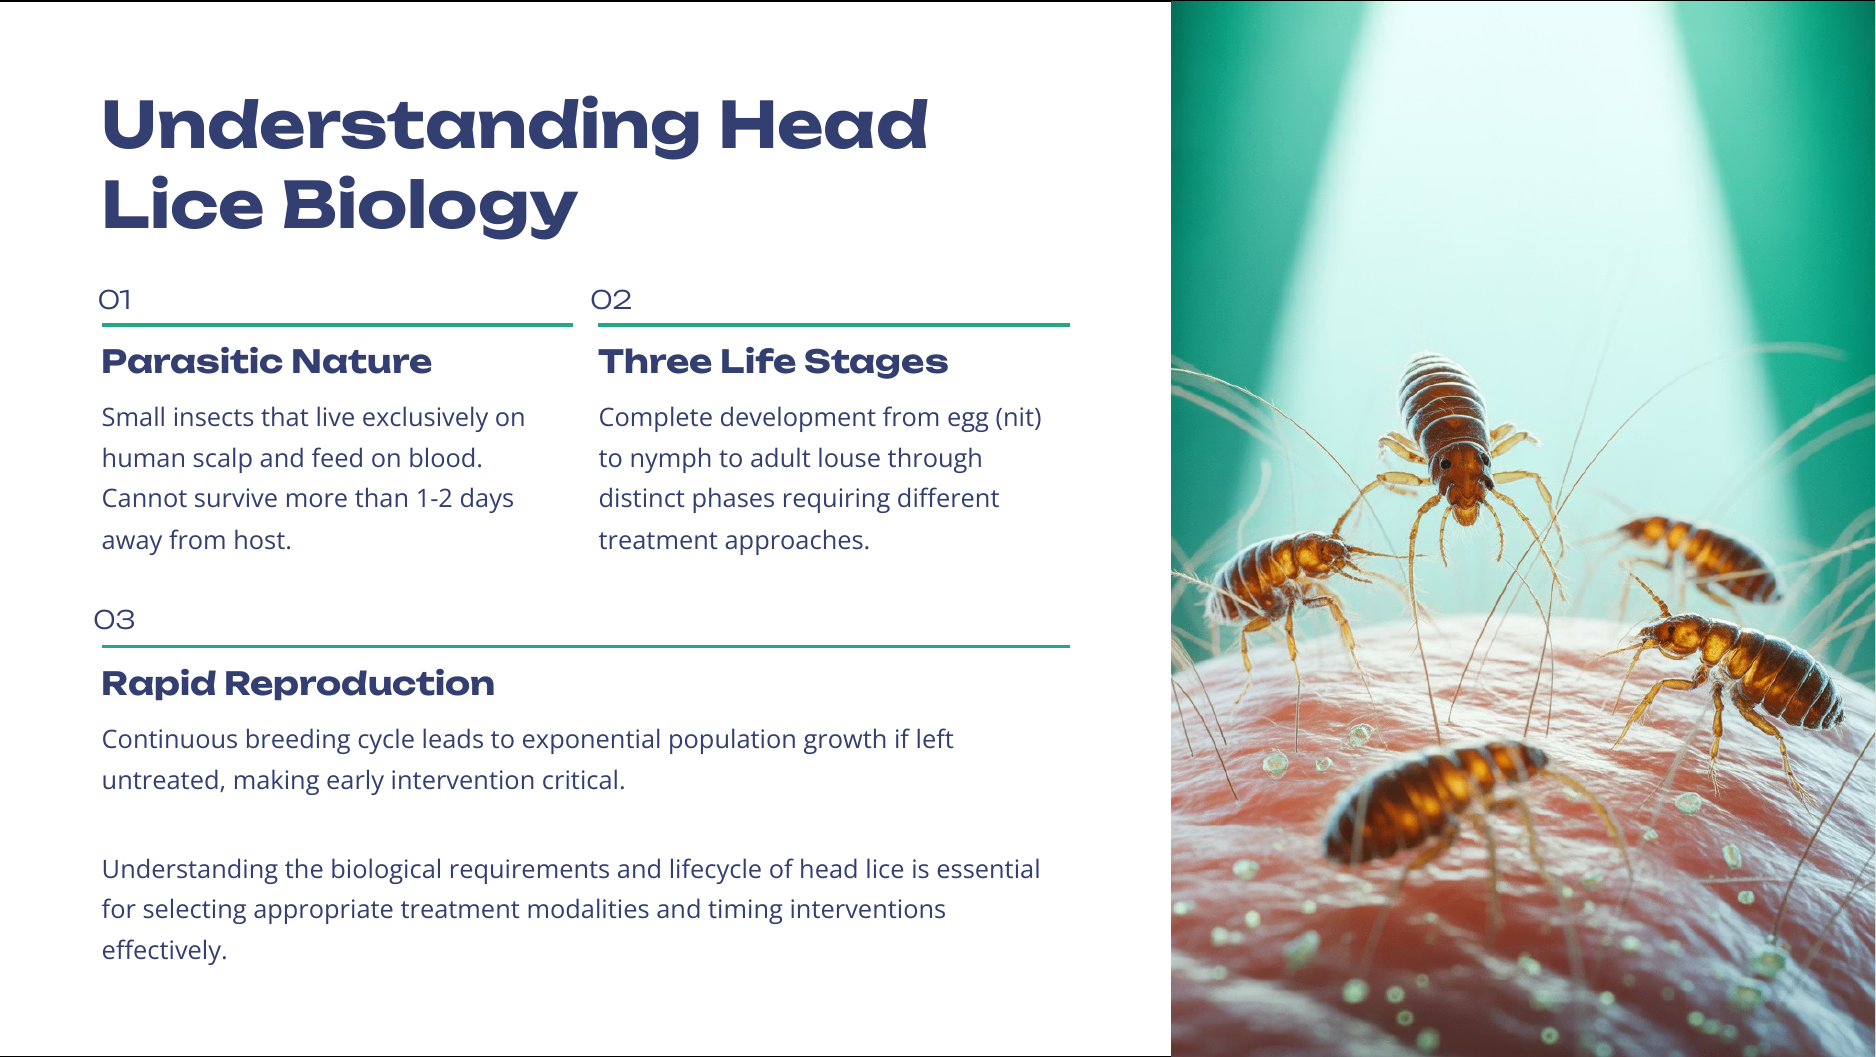 Understanding Head
Lice Biology
01
Parasitic Nature
Small insects that live exclusively on
human scalp and feed on blood.
Cannot survive more than 1-2 days
away from host.
02
Three Life Stages
Complete development from egg (nit)
to nymph to adult louse through
distinct phases requiring different
treatment approaches.
03
Rapid Reproduction
Continuous breeding cycle leads to exponential population growth if left
untreated, making early intervention critical.
Understanding the biological requirements and lifecycle of head lice is essential
for selecting appropriate treatment modalities and timing interventions
effectively.